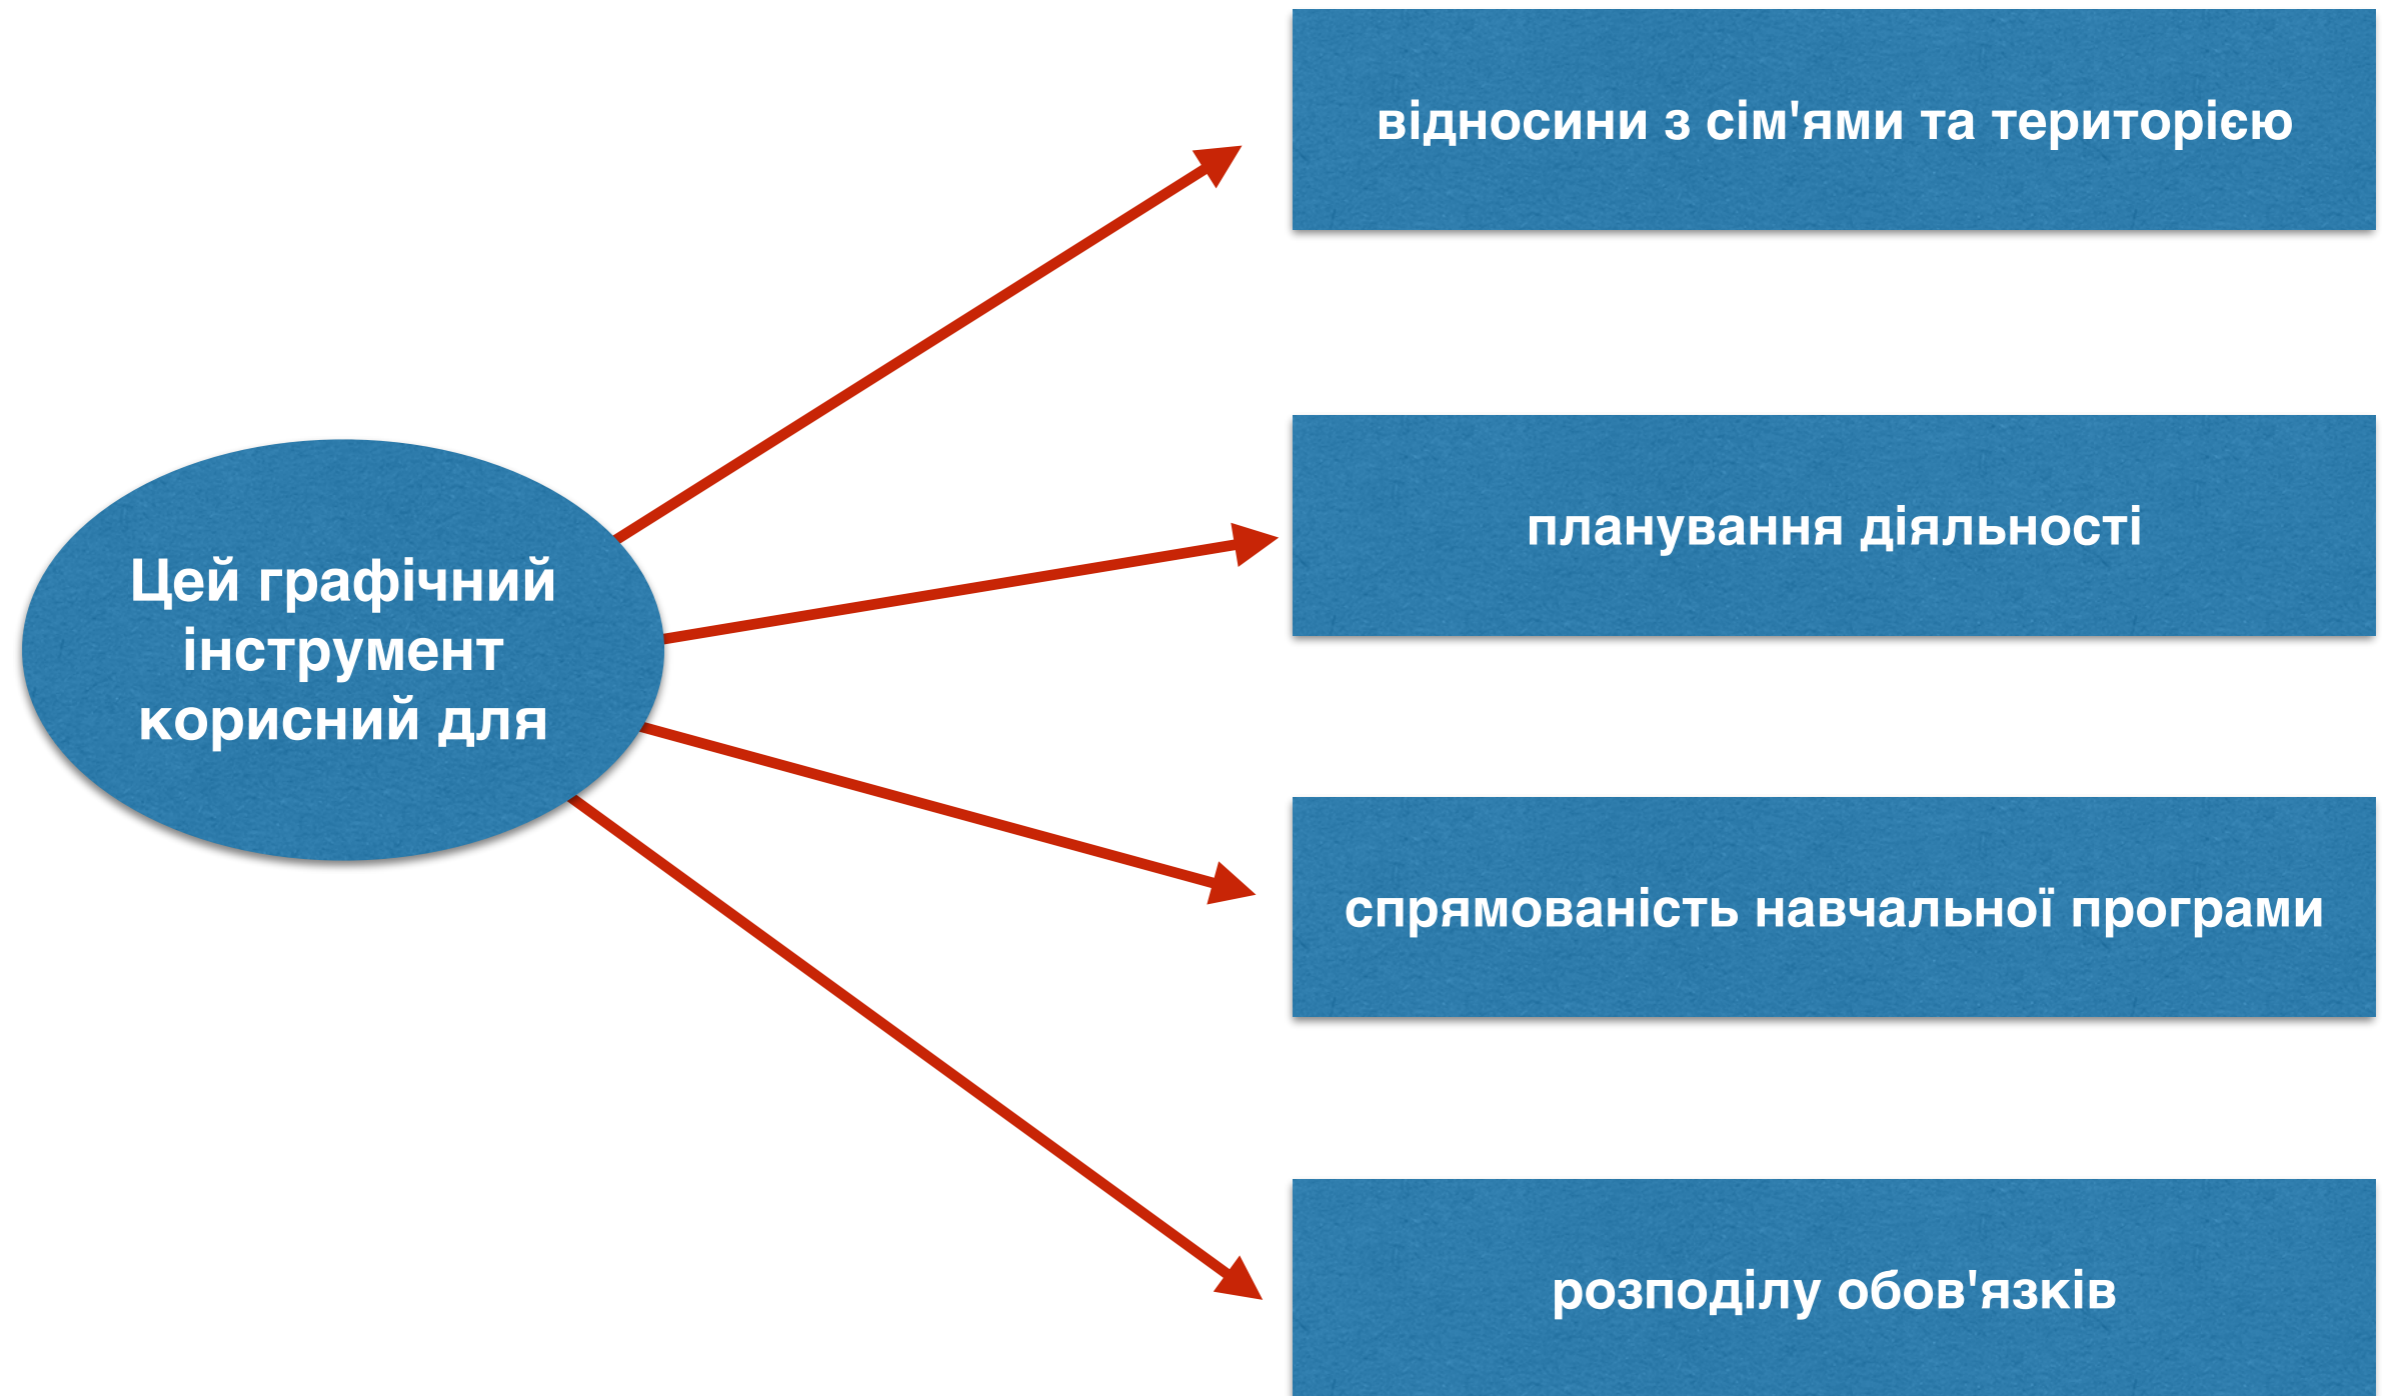 Цей графічний
інструмент
корисний для
відносини з сім'ями та територією
планування діяльності
спрямованість навчальної програми
розподілу обов'язків